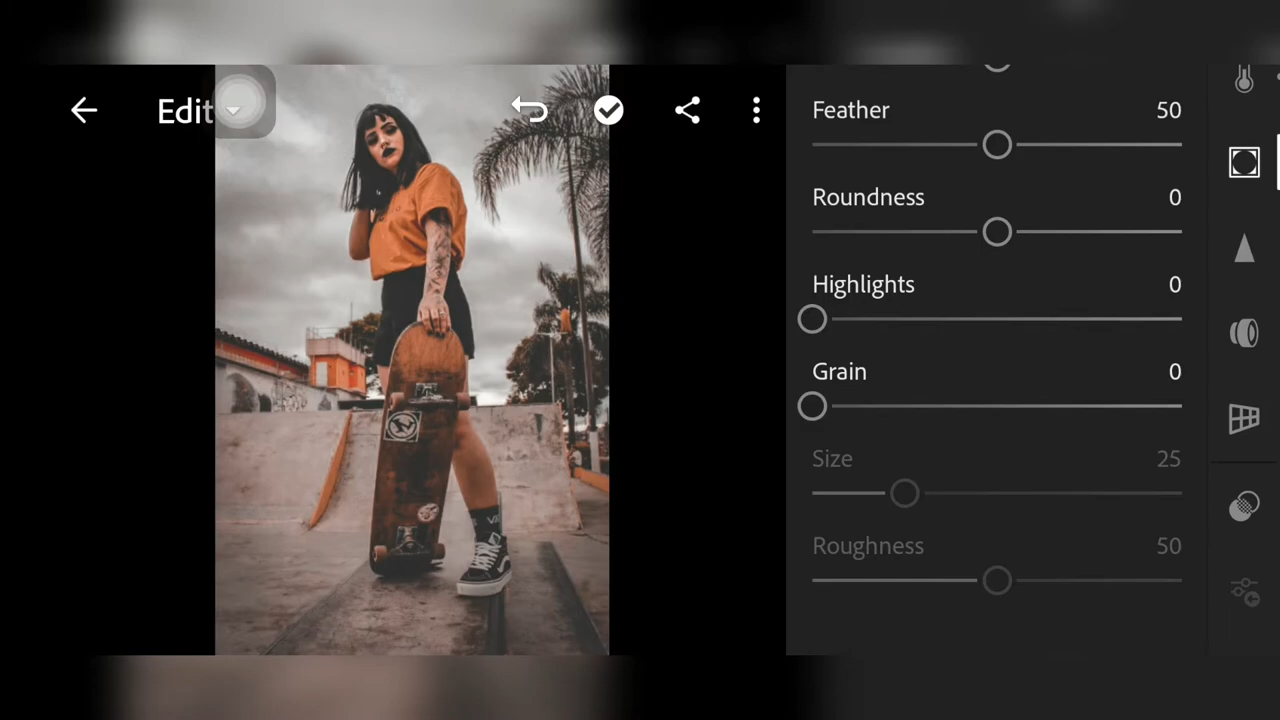 Edit
Feather 50
Roundness 0
Highlights 0
Grain 0
Size 25
Roughness 50